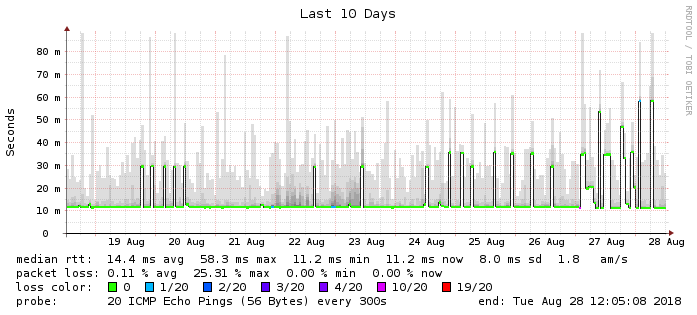 Last 10 Days
RRDTOOL / TOBI OETIKER
Seconds
80 m
70 m
60 m
50 m
40 m
30 m
20 m
10 m
0
19 Aug 20 Aug 21 Aug 22 Aug 23 Aug 24 Aug 25 Aug 26 Aug 27 Aug 28 Aug
median rtt: 14.4 ms avg 58.3 ms max 11.2 ms min 11.2 ms now 8.0 ms sd 1.8 am/s
packet loss: 0.11 % avg 25.31 % max 0.00 % min 0.00 % now
loss color: 0 1/20 2/20 3/20 4/20 10/20 19/20
probe: 20 ICMP Echo Pings (56 Bytes) every 300s end: Tue Aug 28 12:05:08 2018